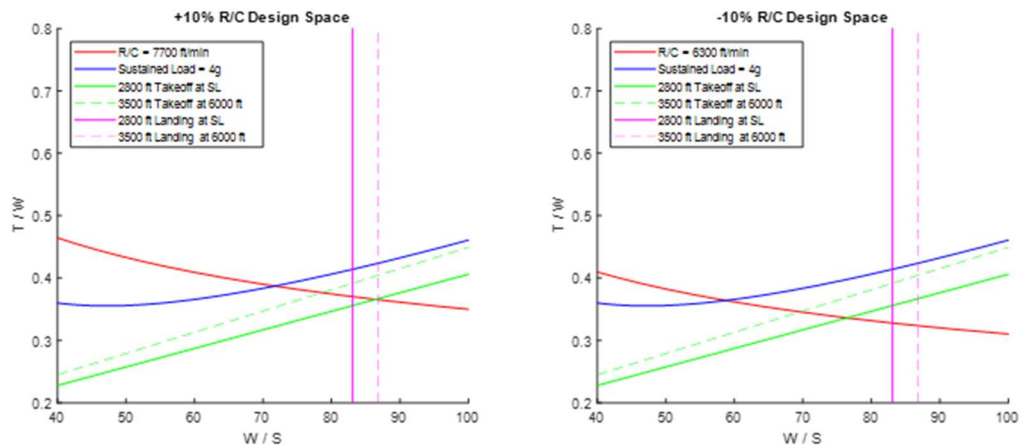 +10% R/C Design Space
0.8
0.7
0.6
0.5
0.4
0.3
0.2
T / W
R/C = 7700 ft/min
Sustained Load = 4g
2800 ft Takeoff at SL
3500 ft Takeoff at 6000 ft
2800 ft Landing at SL
3500 ft Landing at 6000 ft
40 50 60 70 80 90 100
W / S
-10% R/C Design Space
0.8
0.7
0.6
0.5
0.4
0.3
0.2
T / W
R/C = 6300 ft/min
Sustained Load = 4g
2800 ft Takeoff at SL
3500 ft Takeoff at 6000 ft
2800 ft Landing at SL
3500 ft Landing at 6000 ft
40 50 60 70 80 90 100
W / S